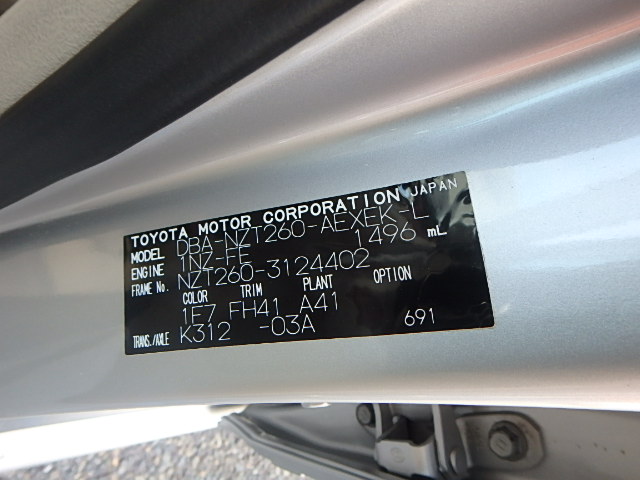 TOYOTA MOTOR CORPORATION JAPAN
MODEL DBA-NZT260-AEXEK-L
ENGINE 1NZ-FE 1496 mL
FRAME No. NZT260-3124402
COLOR TRIM PLANT OPTION
1F7 FH41 A41
TRANS./AXLE K312 -03A 691